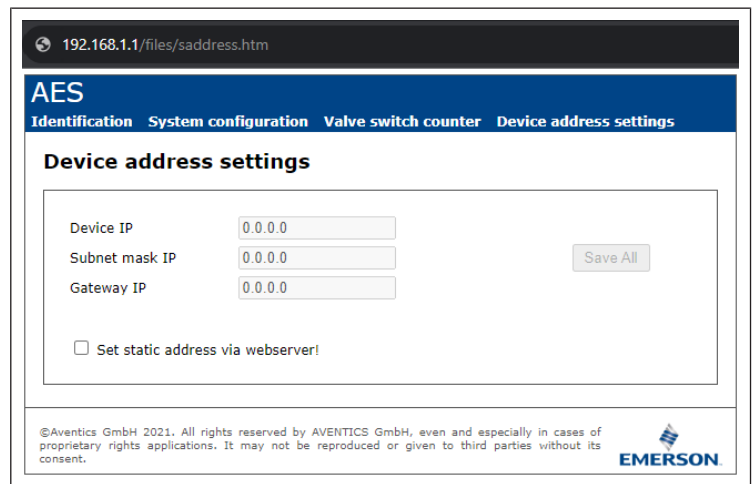 192.168.1.1/files/saddress.htm
AES
Identification System configuration Valve switch counter Device address settings
Device address settings
Device IP 0.0.0.0
Subnet mask IP 0.0.0.0 Save All
Gateway IP 0.0.0.0
Set static address via webserver!
©Aventics GmbH 2021. All rights reserved by AVENTICS GmbH, even and especially in cases of
proprietary rights applications. It may not be reproduced or given to third parties without its
consent.
EMERSON.